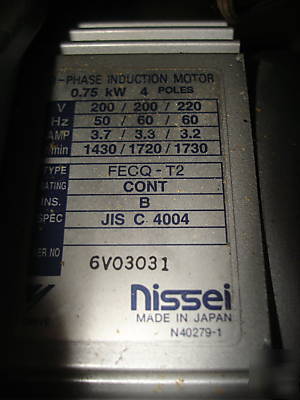 -PHASE INDUCTION MOTOR
0.75 kW 4 POLES
V 200 / 200 / 220
Hz 50 / 60 / 60
AMP 3.7 / 3.3 / 3.2
min 1430 / 1720 / 1730
TYPE FECQ - T2
RATING CONT
INS. B
SPEC JIS C 4004
ER NO 6V03031
nissei
MADE IN JAPAN
N40279-1